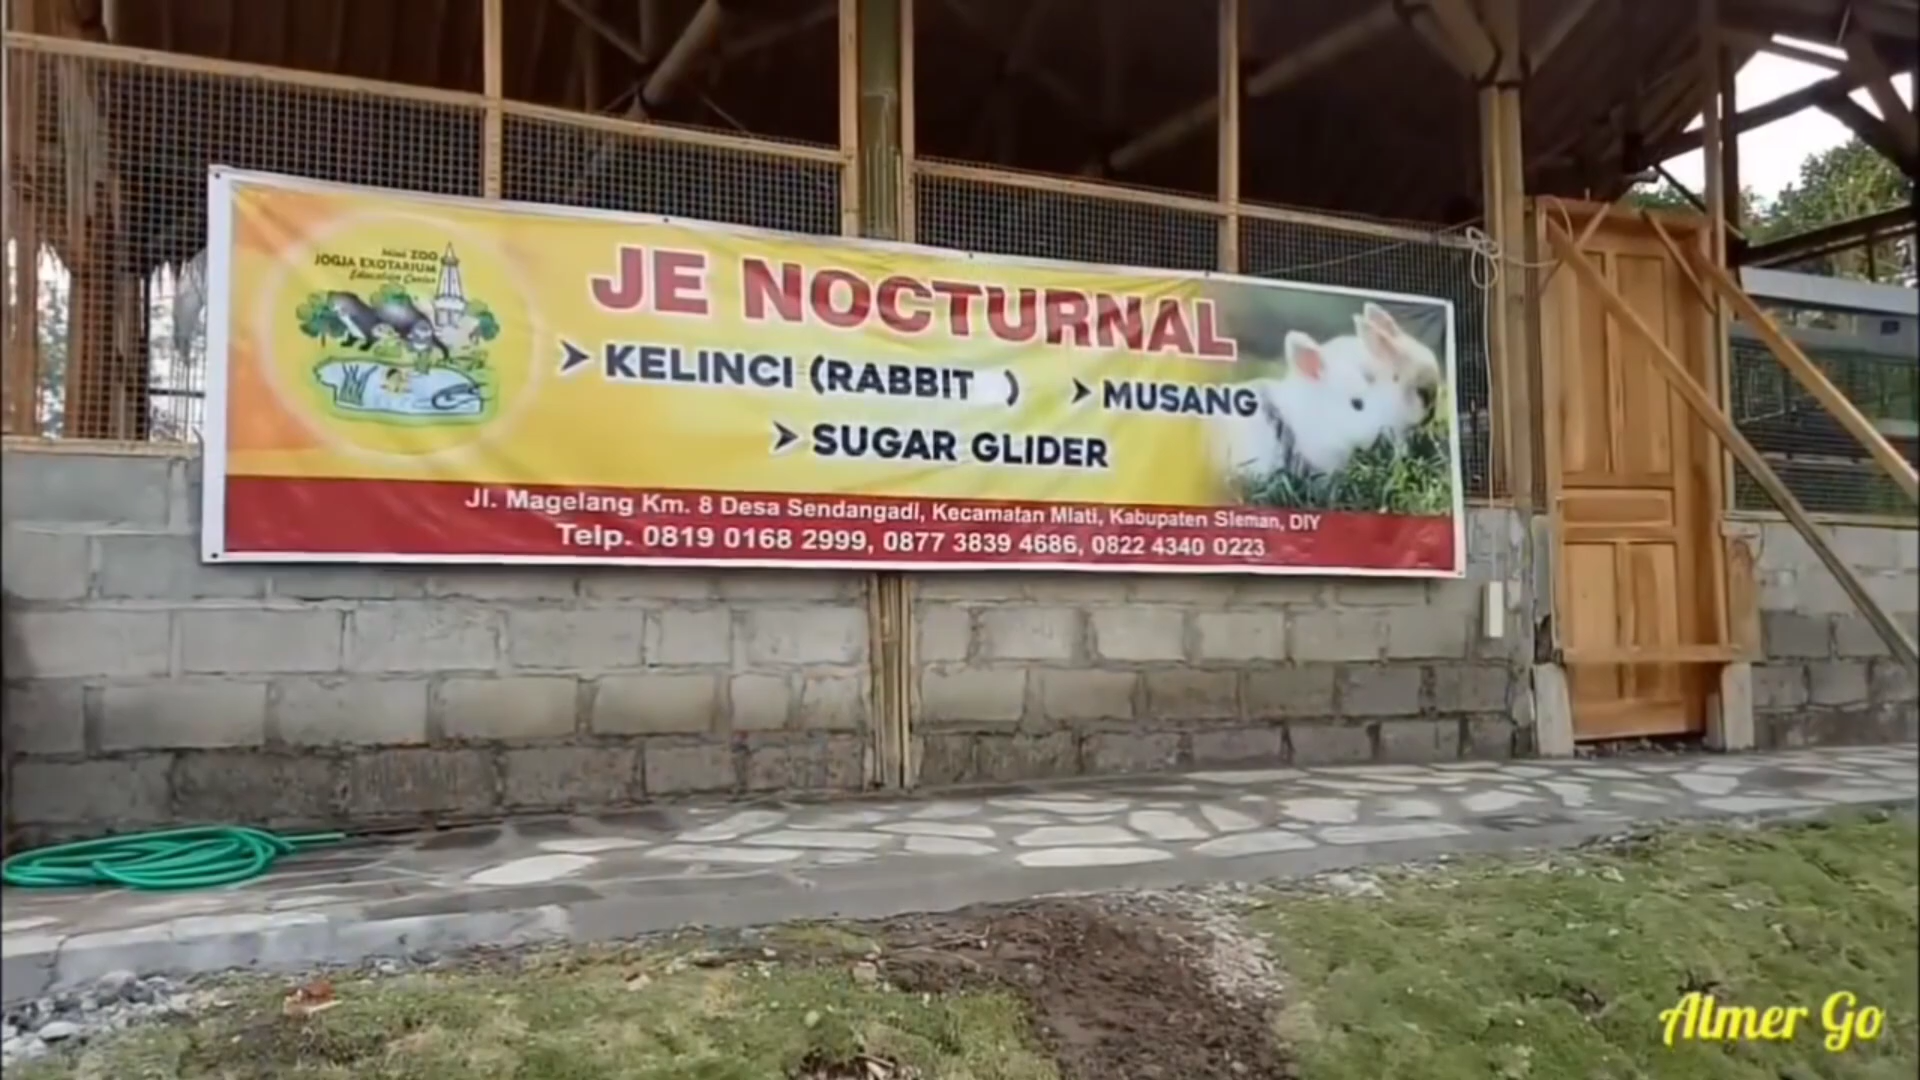 Mini ZOO
JOGJA EXOTARIUM
Education Center
JE NOCTURNAL
➤ KELINCI (RABBIT ) ➤ MUSANG
➤ SUGAR GLIDER
Jl. Magelang Km. 8 Desa Sendangadi, Kecamatan Mlati, Kabupaten Sleman, DIY
Telp. 0819 0168 2999, 0877 3839 4686, 0822 4340 0223
Almer Go